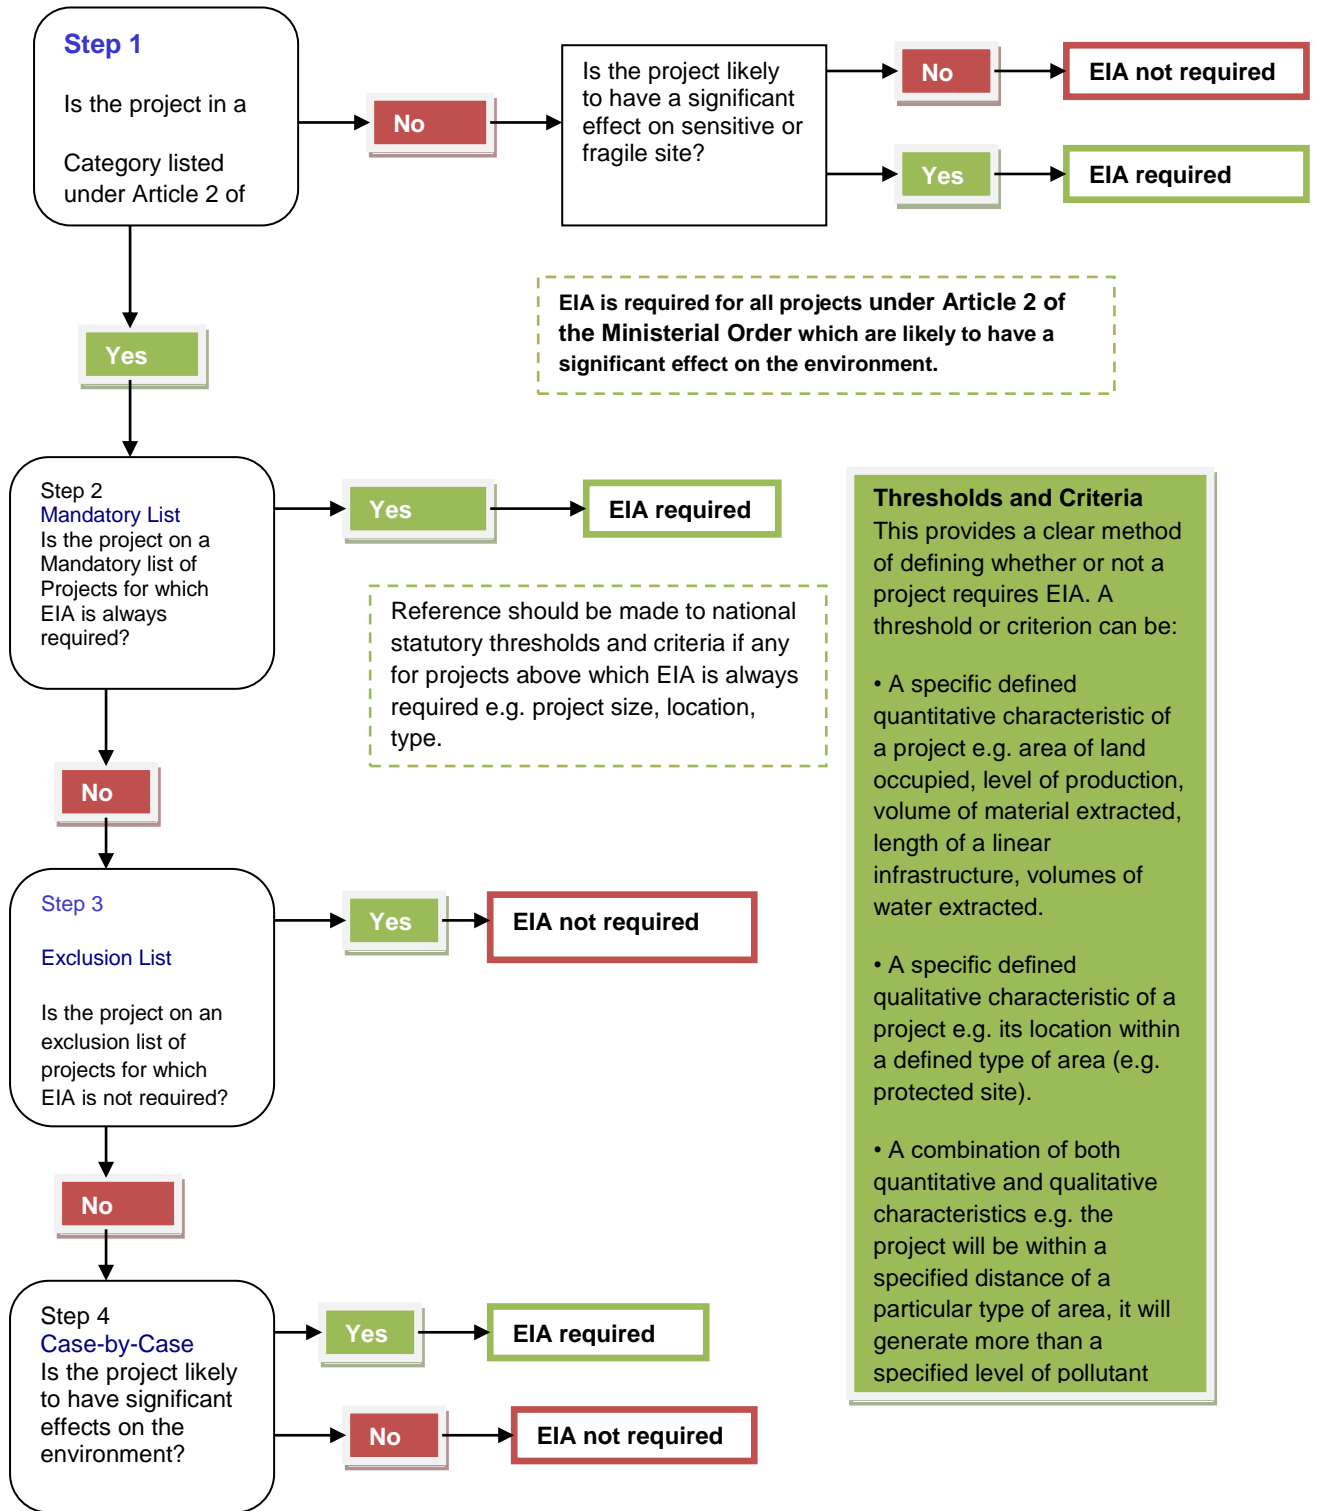 Step 1
Is the project in a
Category listed
under Article 2 of
No
Is the project likely
to have a significant
effect on sensitive or
fragile site?
No
EIA not required
Yes
EIA required
EIA is required for all projects under Article 2 of
the Ministerial Order which are likely to have a
significant effect on the environment.
Yes
Step 2
Mandatory List
Is the project on a
Mandatory list of
Projects for which
EIA is always
required?
Yes
EIA required
Reference should be made to national
statutory thresholds and criteria if any
for projects above which EIA is always
required e.g. project size, location,
type.
No
Step 3
Exclusion List
Is the project on an
exclusion list of
projects for which
EIA is not required?
Yes
EIA not required
No
Step 4
Case-by-Case
Is the project likely
to have significant
effects on the
environment?
Yes
EIA required
No
EIA not required
Thresholds and Criteria
This provides a clear method
of defining whether or not a
project requires EIA. A
threshold or criterion can be:
• A specific defined
quantitative characteristic of
a project e.g. area of land
occupied, level of production,
volume of material extracted,
length of a linear
infrastructure, volumes of
water extracted.
• A specific defined
qualitative characteristic of a
project e.g. its location within
a defined type of area (e.g.
protected site).
• A combination of both
quantitative and qualitative
characteristics e.g. the
project will be within a
specified distance of a
particular type of area, it will
generate more than a
specified level of pollutant